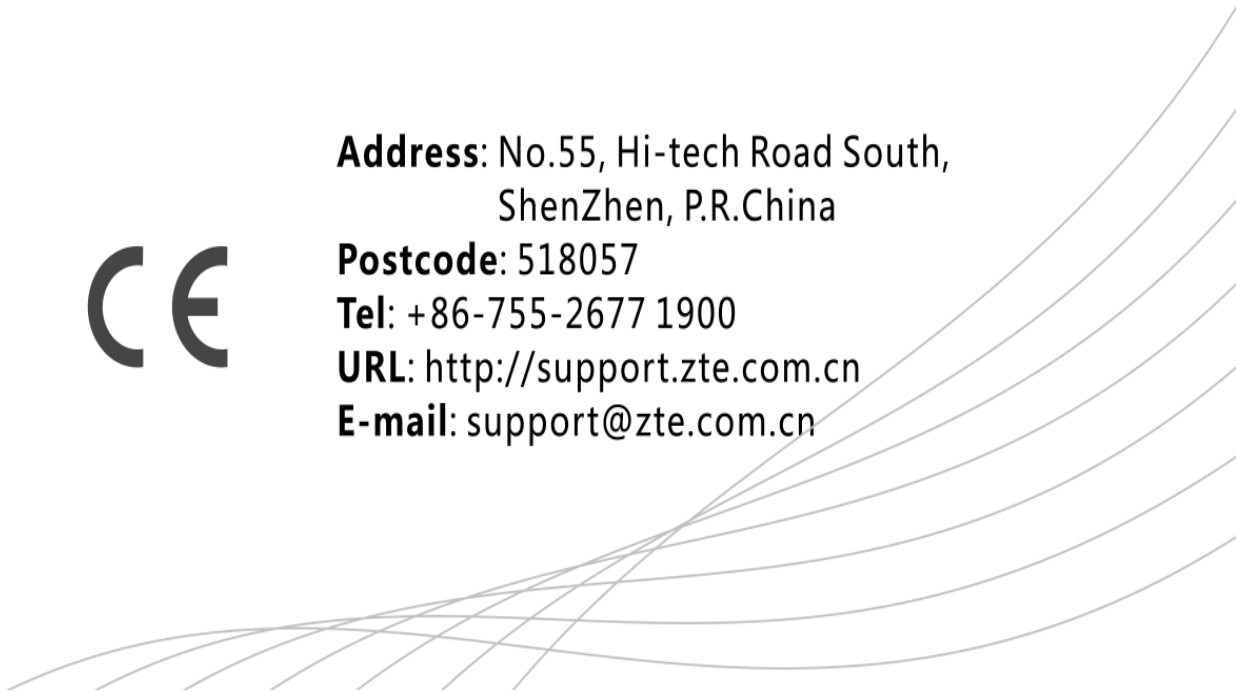 Address: No.55, Hi-tech Road South,
ShenZhen, P.R.China
CE
Postcode: 518057
Tel: +86-755-2677 1900
URL: http://support.zte.com.cn
E-mail: support@zte.com.cn